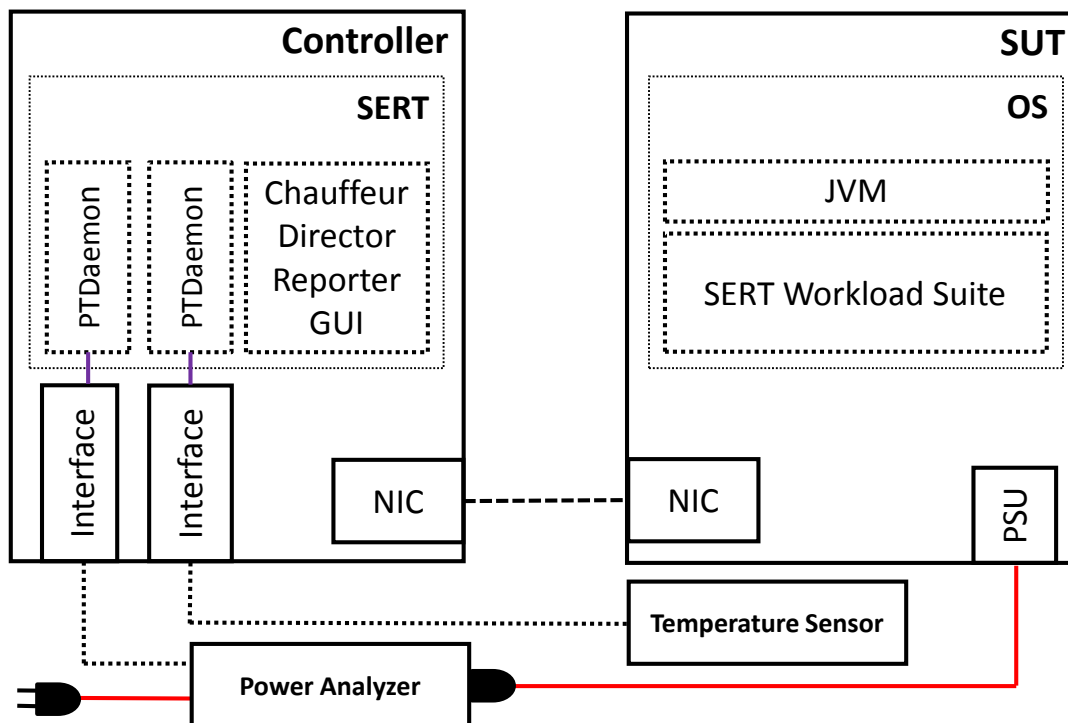 Controller
SERT
PTDaemon
PTDaemon
Chauffeur
Director
Reporter
GUI
Interface
Interface
NIC
SUT
OS
JVM
SERT Workload Suite
NIC
PSU
Temperature Sensor
Power Analyzer